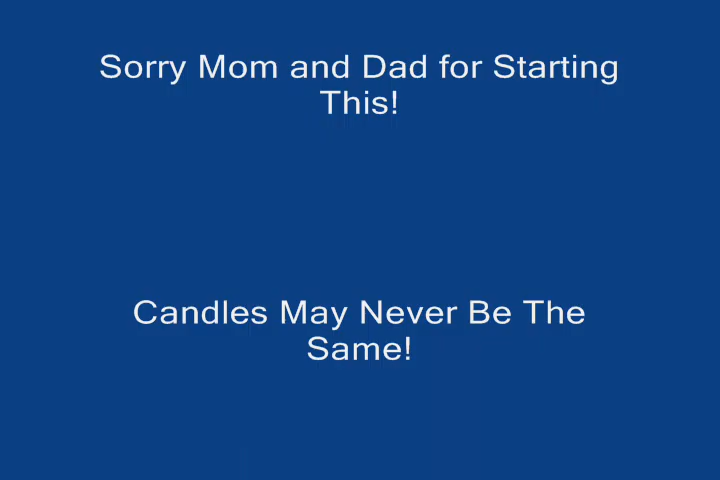 Sorry Mom and Dad for Starting
This!
Candles May Never Be The
Same!